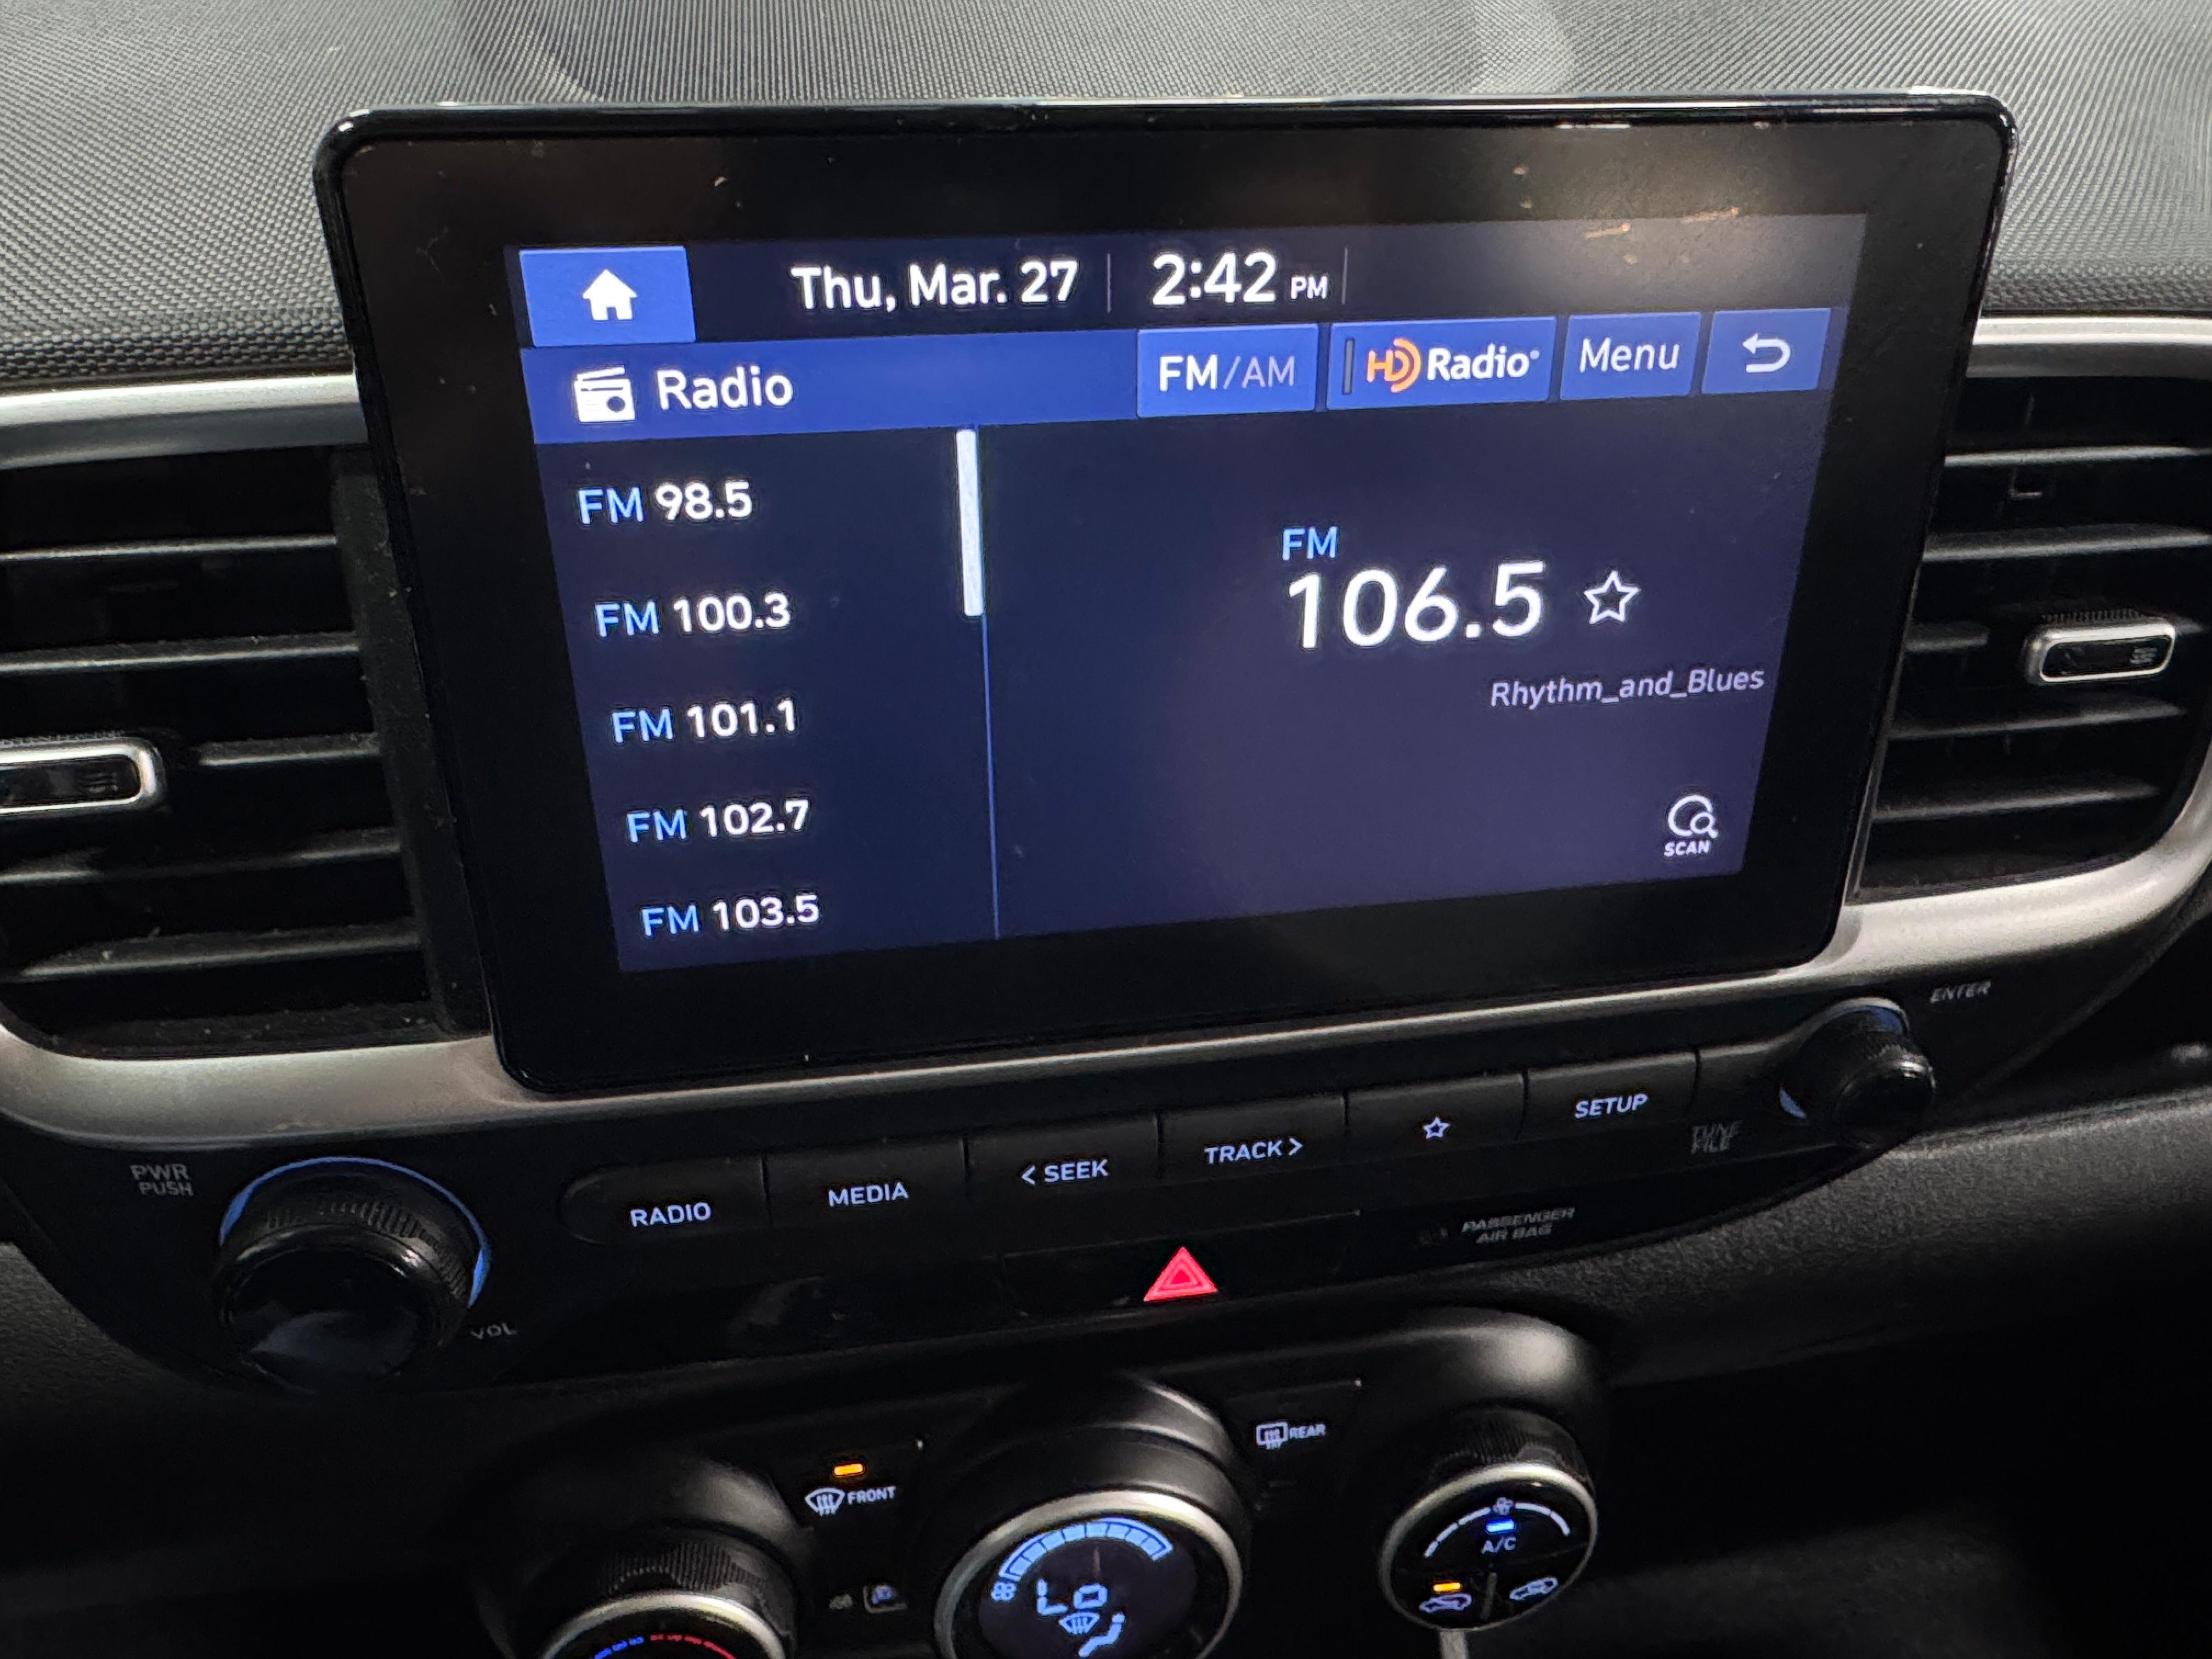 Thu, Mar. 27 2:42 PM
Radio FM/AM HD Radio Menu
FM 98.5
FM 100.3
FM 101.1
FM 102.7
FM 103.5
FM
106.5
Rhythm_and_Blues
SCAN
ENTER
PWR
PUSH
VOL
RADIO
MEDIA
< SEEK
TRACK >
SETUP
TUNE
FILE
PASSENGER
AIR BAG
FRONT
REAR
LO
A/C